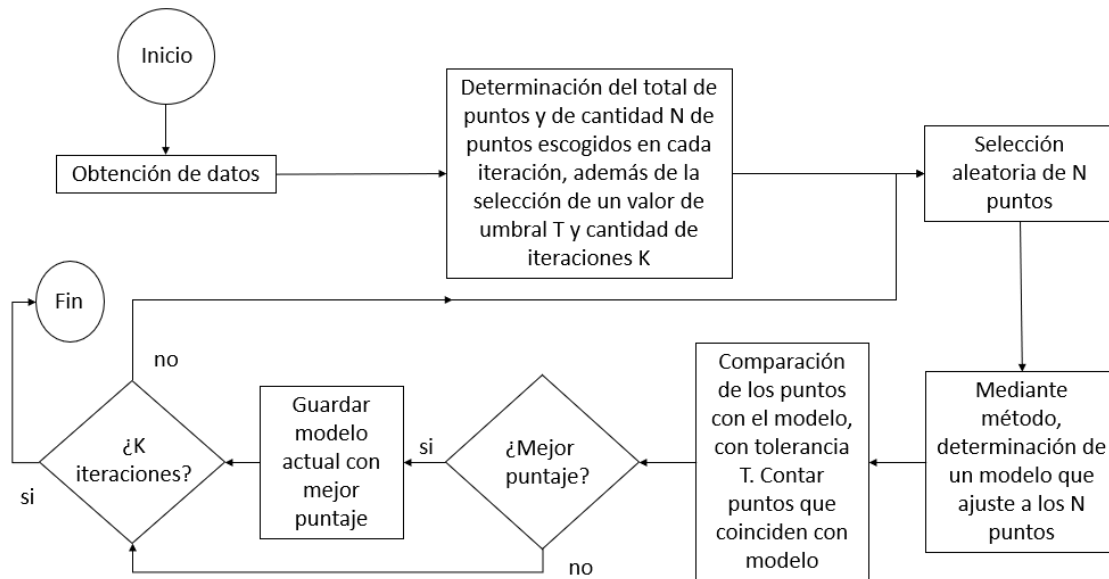 Inicio
Obtención de datos
Determinación del total de
puntos y de cantidad N de
puntos escogidos en cada
iteración, además de la
selección de un valor de
umbral T y cantidad de
iteraciones K
Selección
aleatoria de N
puntos
Mediante
método,
determinación de
un modelo que
ajuste a los N
puntos
Comparación
de los puntos
con el modelo,
con tolerancia
T. Contar
puntos que
coinciden con
modelo
¿Mejor
puntaje?
si
no
Guardar
modelo
actual con
mejor
puntaje
¿K
iteraciones?
no
si
Fin